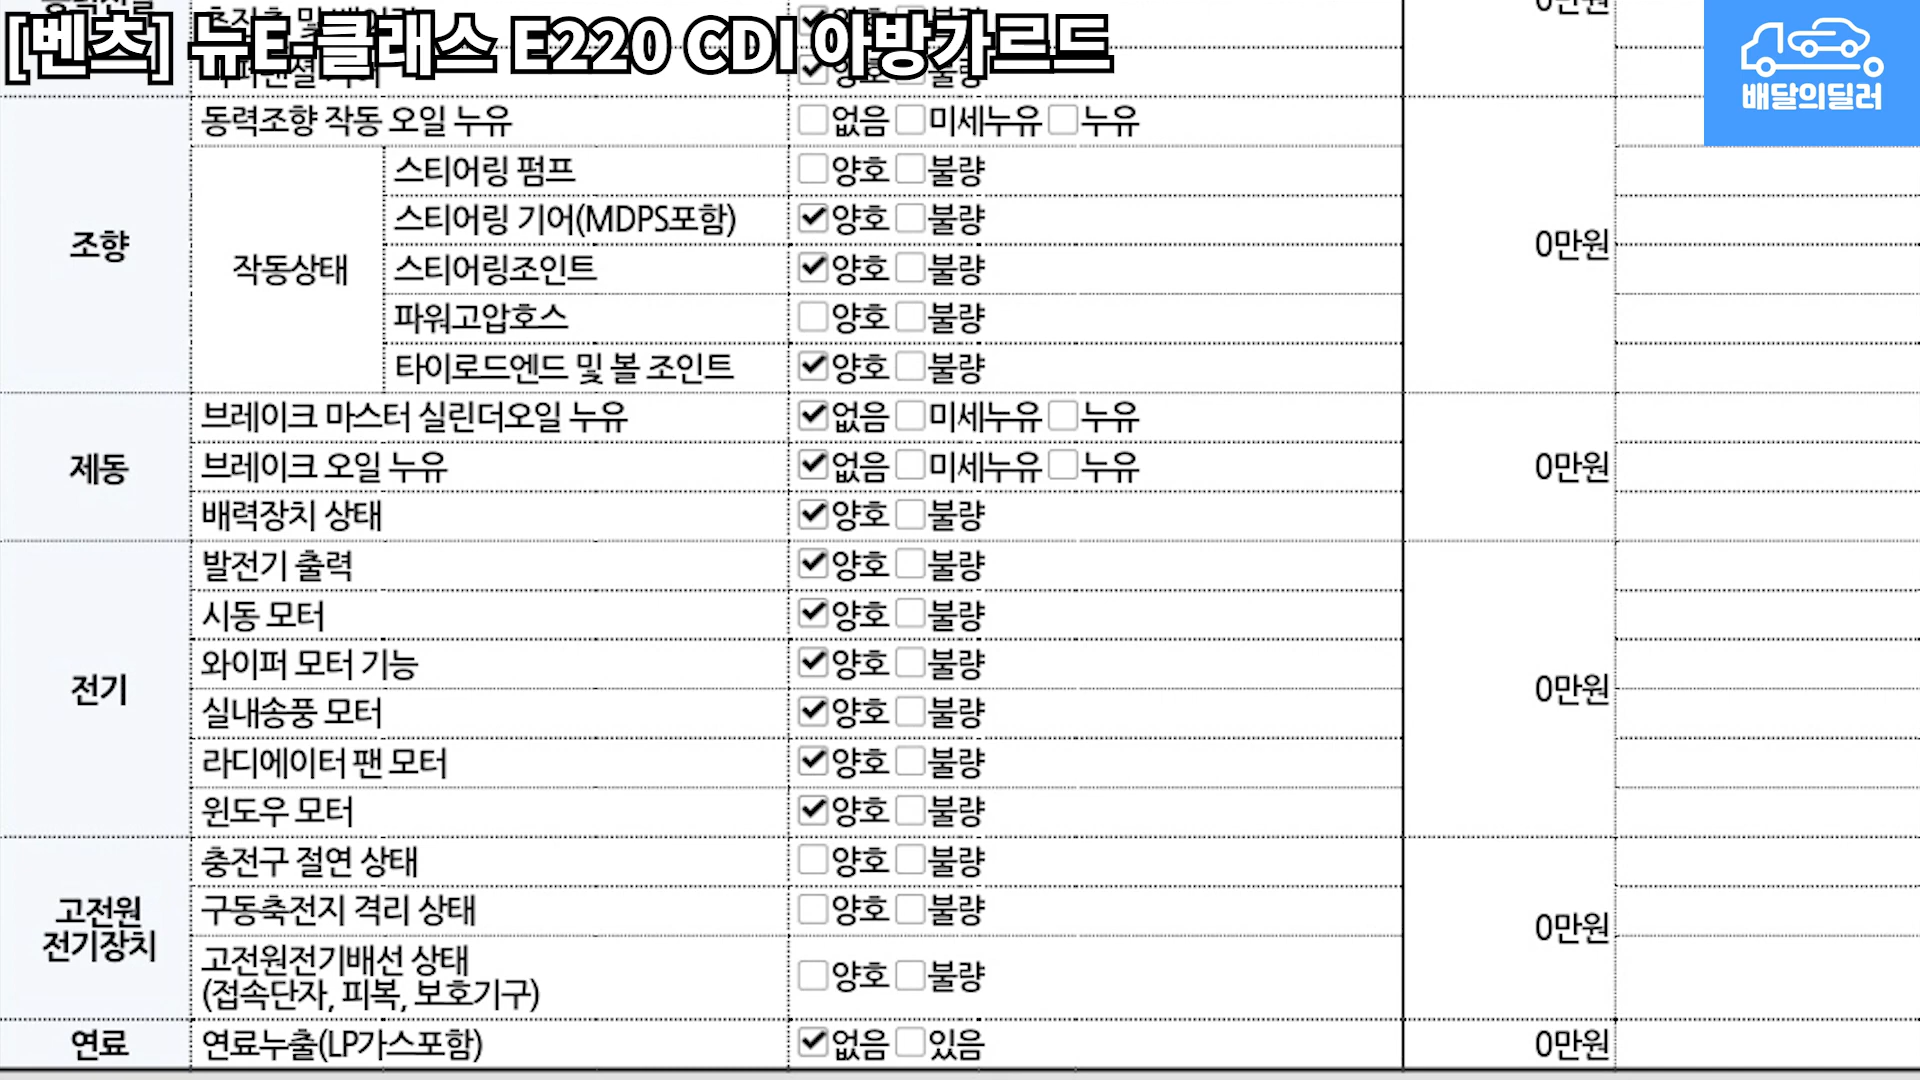 [벤츠] 뉴E-클래스 E220 CDI 아방가르드
배달의딜러
0만원
양호 불량
조향
동력조향 작동 오일 누유 없음 미세누유 누유
작동상태
스티어링 펌프 양호 불량
스티어링 기어(MDPS포함) 양호 불량
스티어링조인트 양호 불량
파워고압호스 양호 불량
타이로드엔드 및 볼 조인트 양호 불량
0만원
제동
브레이크 마스터 실린더오일 누유 없음 미세누유 누유
브레이크 오일 누유 없음 미세누유 누유
배력장치 상태 양호 불량
0만원
전기
발전기 출력 양호 불량
시동 모터 양호 불량
와이퍼 모터 기능 양호 불량
실내송풍 모터 양호 불량
라디에이터 팬 모터 양호 불량
윈도우 모터 양호 불량
0만원
고전원
전기장치
충전구 절연 상태 양호 불량
구동축전지 격리 상태 양호 불량
고전원전기배선 상태
(접속단자, 피복, 보호기구) 양호 불량
0만원
연료
연료누출(LP가스포함) 없음 있음
0만원